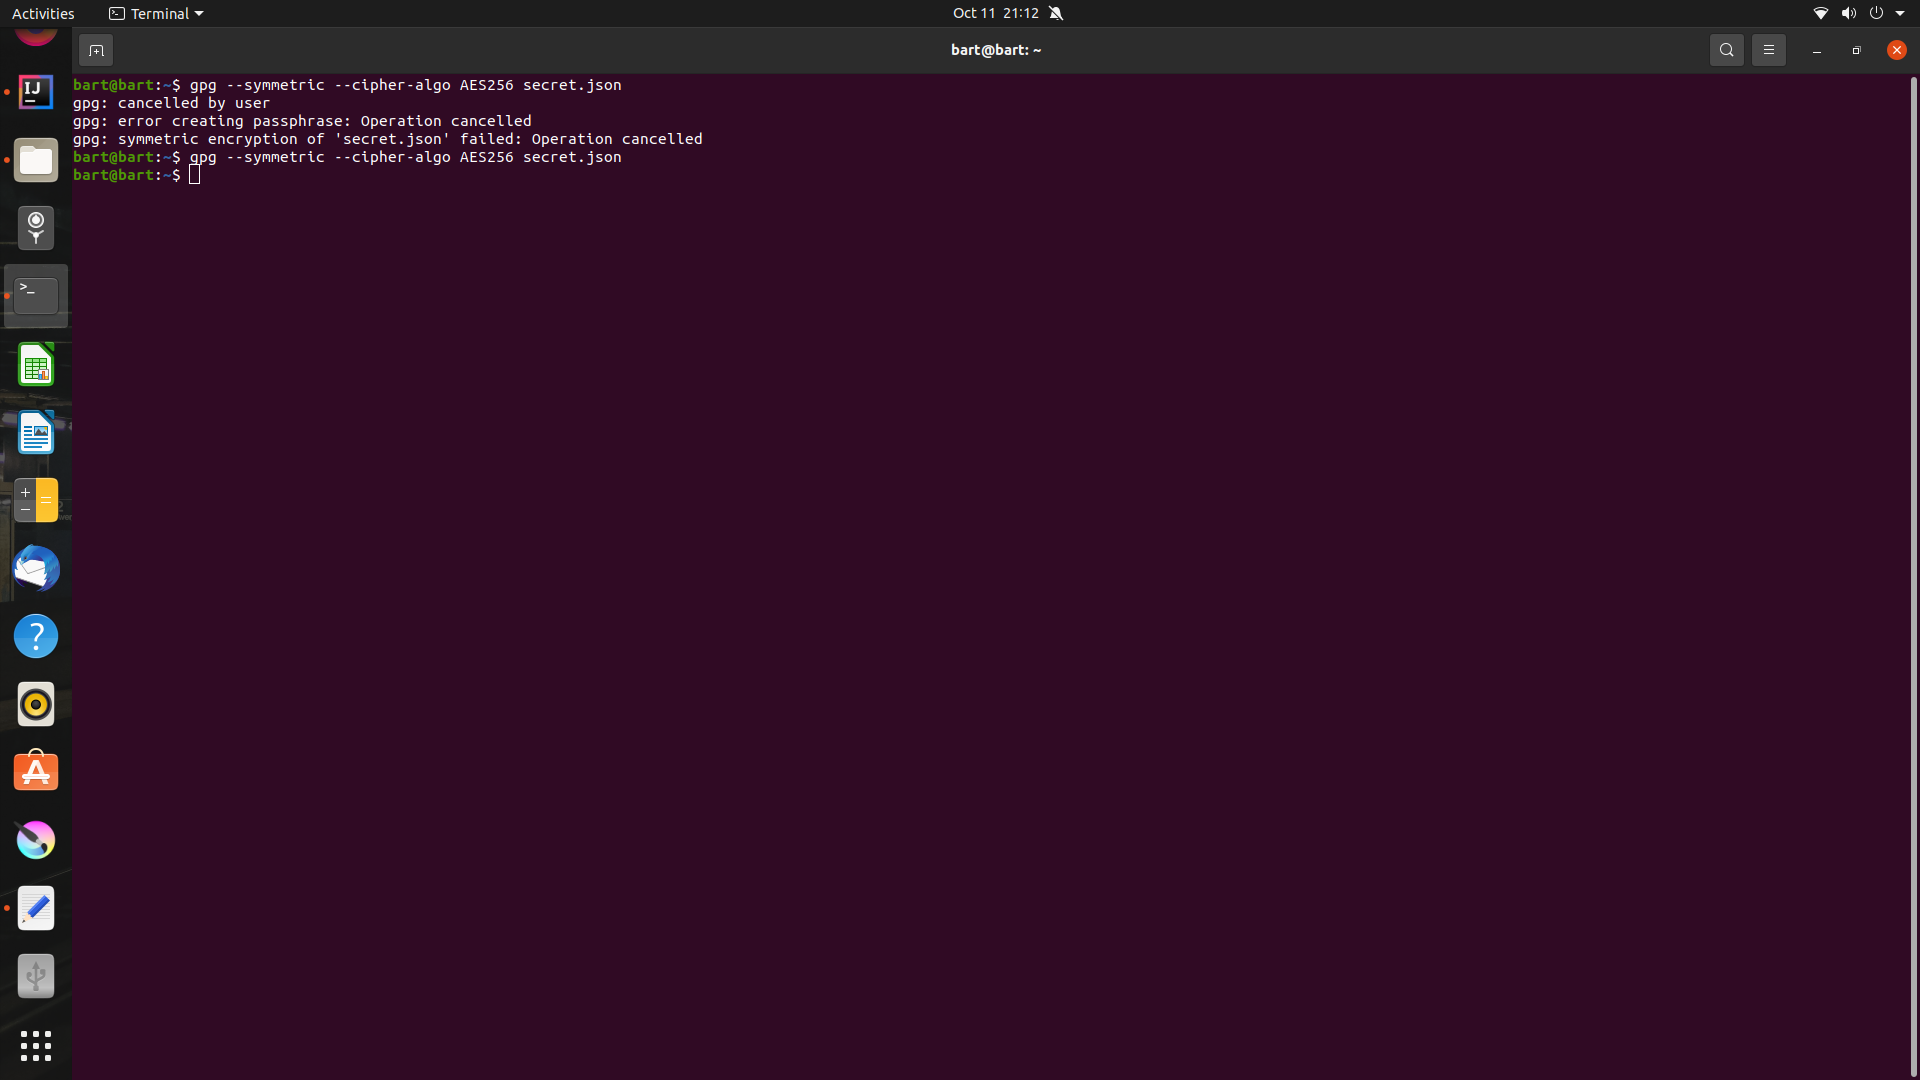 Activities
Terminal
Oct 11 21:12
bart@bart: ~
bart@bart:~$ gpg --symmetric --cipher-algo AES256 secret.json
gpg: cancelled by user
gpg: error creating passphrase: Operation cancelled
gpg: symmetric encryption of 'secret.json' failed: Operation cancelled
bart@bart:~$ gpg --symmetric --cipher-algo AES256 secret.json
bart@bart:~$
IJ
>_
?